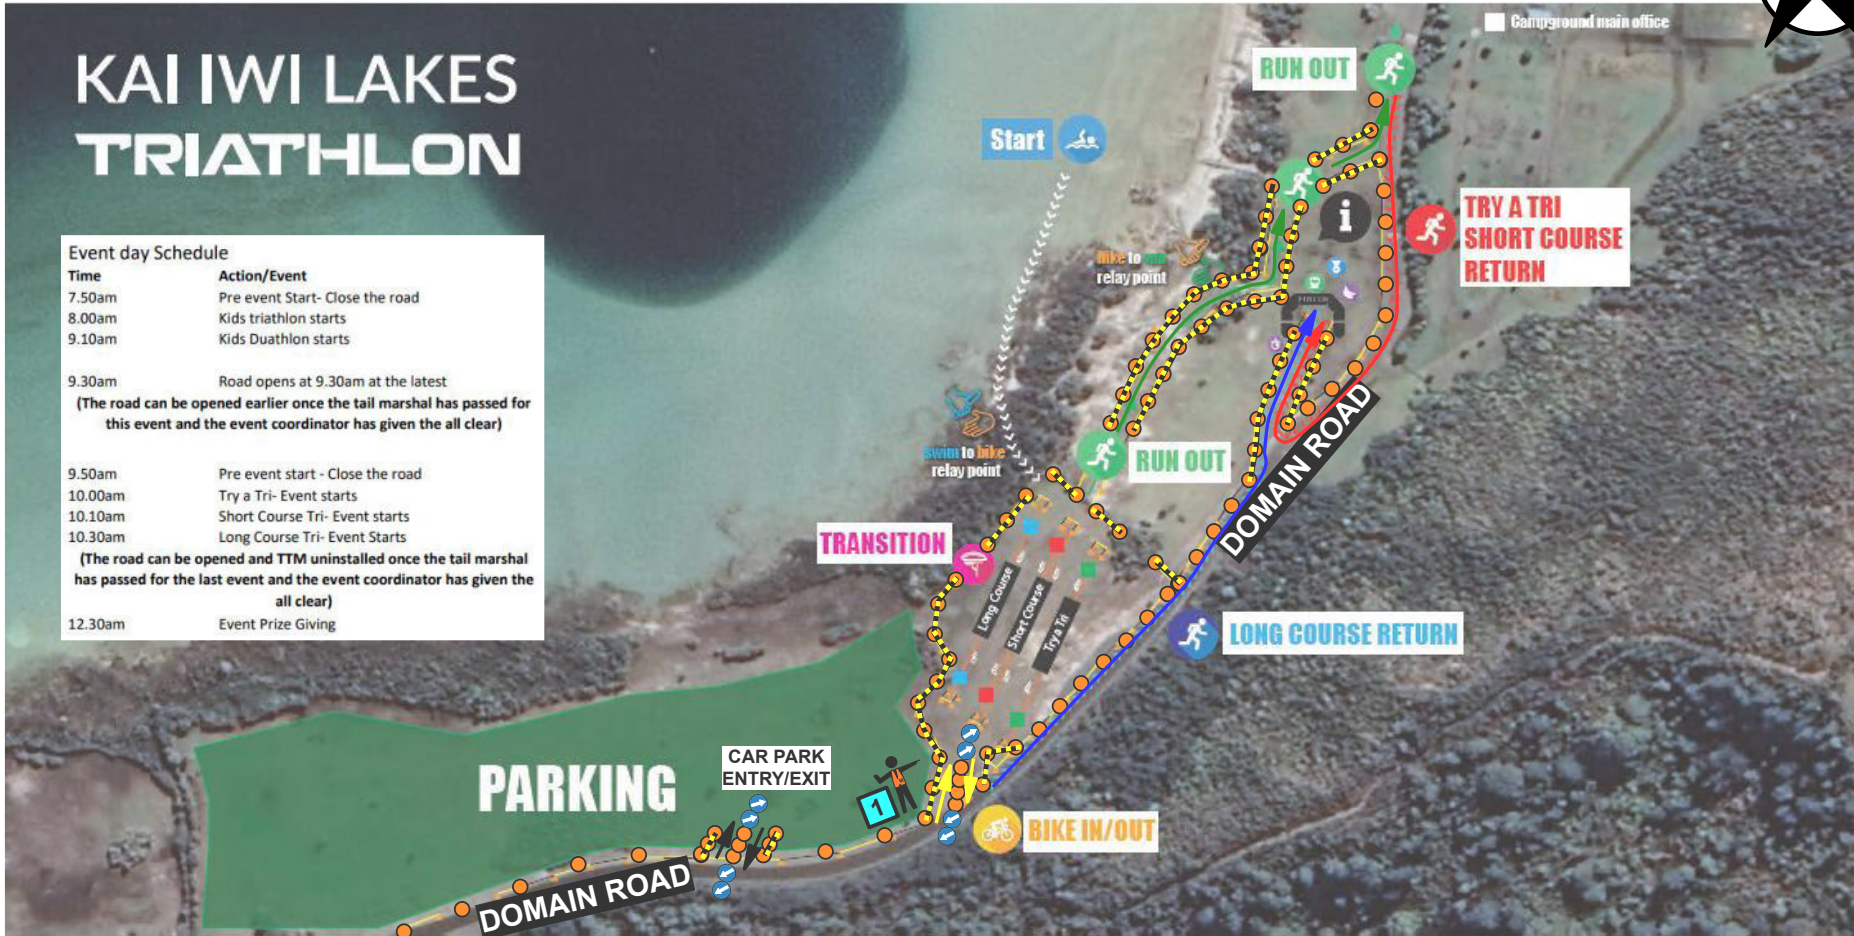 KAI IWI LAKES
TRIATHLON
Event day Schedule
Time Action/Event
7.50am Pre event Start- Close the road
8.00am Kids triathlon starts
9.10am Kids Duathlon starts
9.30am Road opens at 9.30am at the latest
(The road can be opened earlier once the tail marshal has passed for
this event and the event coordinator has given the all clear)
9.50am Pre event start - Close the road
10.00am Try a Tri- Event starts
10.10am Short Course Tri- Event starts
10.30am Long Course Tri- Event Starts
(The road can be opened and TTM uninstalled once the tail marshal
has passed for the last event and the event coordinator has given the
all clear)
12.30am Event Prize Giving
Campground main office
RUN OUT
Start
TRY A TRI
SHORT COURSE
RETURN
i
bike to run
relay point
swim to bike
relay point
RUN OUT
DOMAIN ROAD
TRANSITION
Long Course
Short Course
Try a Tri
LONG COURSE RETURN
PARKING
CAR PARK
ENTRY/EXIT
1
BIKE IN/OUT
DOMAIN ROAD